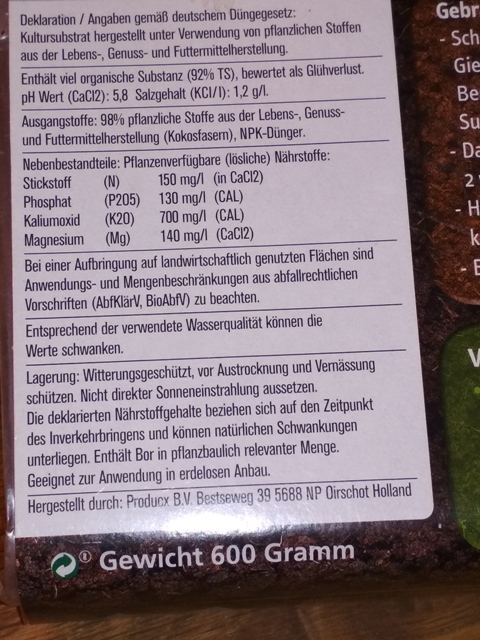 Deklaration / Angaben gemäß deutschem Düngegesetz:
Kultursubstrat hergestellt unter Verwendung von pflanzlichen Stoffen
aus der Lebens-, Genuss- und Futtermittelherstellung.
Enthält viel organische Substanz (92% TS), bewertet als Glühverlust.
pH Wert (CaCl2): 5,8 Salzgehalt (KCl/l): 1,2 g/l.
Ausgangstoffe: 98% pflanzliche Stoffe aus der Lebens-, Genuss-
und Futtermittelherstellung (Kokosfasern), NPK-Dünger.
Nebenbestandteile: Pflanzenverfügbare (lösliche) Nährstoffe:
Stickstoff (N) 150 mg/l (in CaCl2)
Phosphat (P2O5) 130 mg/l (CAL)
Kaliumoxid (K2O) 700 mg/l (CAL)
Magnesium (Mg) 140 mg/l (CaCl2)
Bei einer Aufbringung auf landwirtschaftlich genutzten Flächen sind
Anwendungs- und Mengenbeschränkungen aus abfallrechtlichen
Vorschriften (AbfKlärV, BioAbfV) zu beachten.
Entsprechend der verwendete Wasserqualität können die
Werte schwanken.
Lagerung: Witterungsgeschützt, vor Austrocknung und Vernässung
schützen. Nicht direkter Sonneneinstrahlung aussetzen.
Die deklarierten Nährstoffgehalte beziehen sich auf den Zeitpunkt
des Inverkehrbringens und können natürlichen Schwankungen
unterliegen. Enthält Bor in pflanzbaulich relevanter Menge.
Geeignet zur Anwendung in erdelosen Anbau.
Hergestellt durch: Producx B.V. Bestseweg 39 5688 NP Oirschot Holland
Gewicht 600 Gramm
Gebr
- Sch
Gie
Be
Su
- Da
2
- H
k